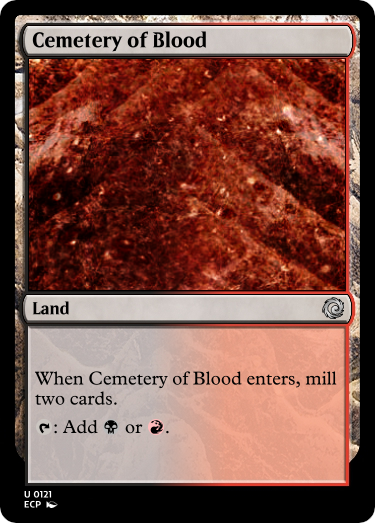 Cemetery of Blood
Land
When Cemetery of Blood enters, mill
two cards.
: Add or .
U 0121
ECP